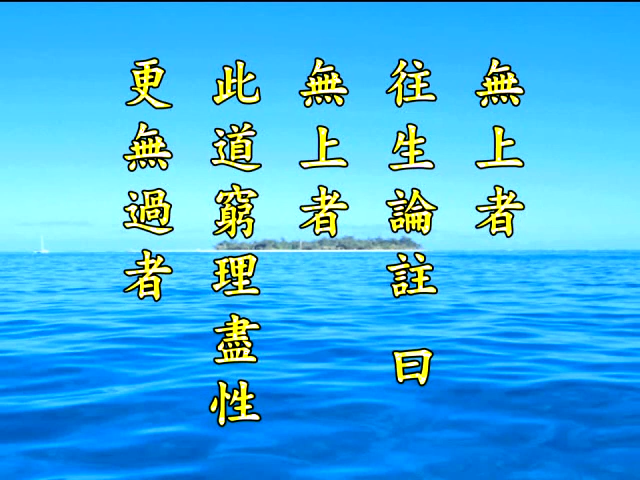 無上者
往生論註 曰
無上者
此道窮理盡性
更無過者